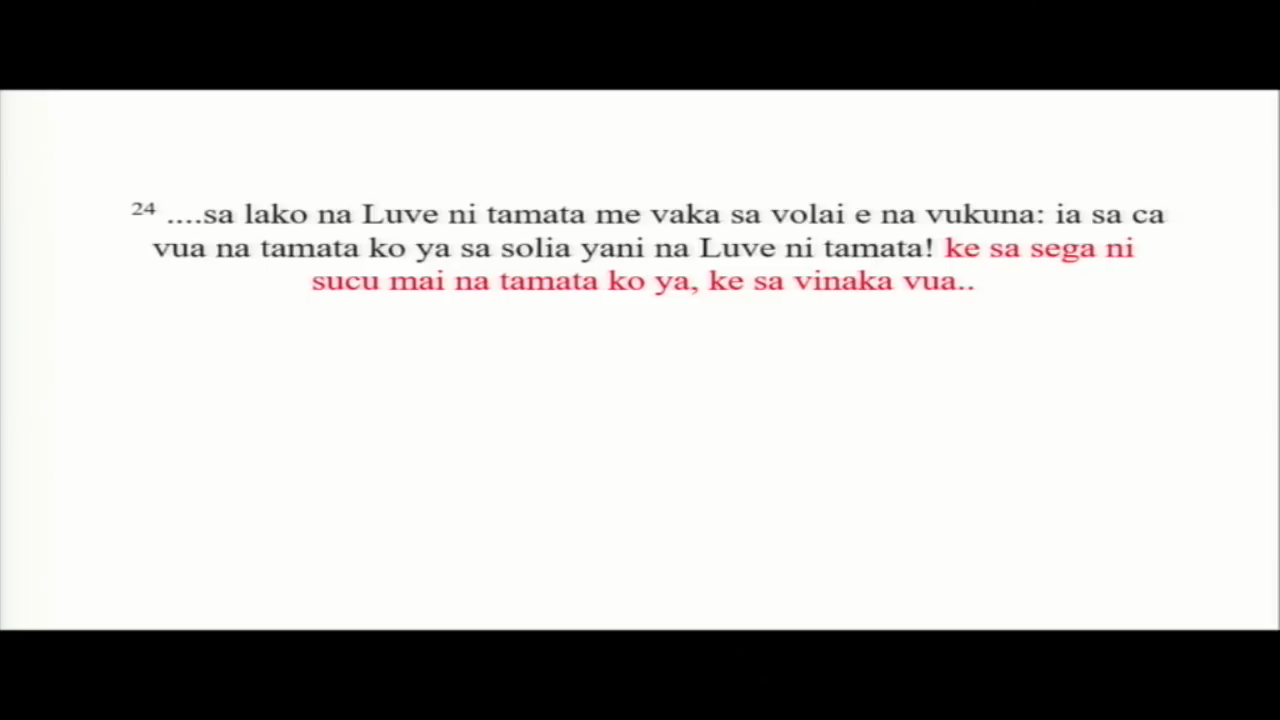 24 ....sa lako na Luve ni tamata me vaka sa volai e na vukuna: ia sa ca
vua na tamata ko ya sa solia yani na Luve ni tamata! ke sa sega ni
sucu mai na tamata ko ya, ke sa vinaka vua..